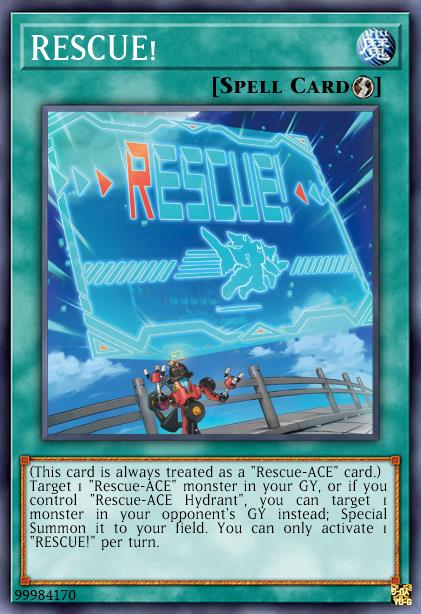 RESCUE!
魔
[SPELL CARD]
RESCUE!
(This card is always treated as a "Rescue-ACE" card.)
Target 1 "Rescue-ACE" monster in your GY, or if you
control "Rescue-ACE Hydrant", you can target 1
monster in your opponent's GY instead; Special
Summon it to your field. You can only activate 1
"RESCUE!" per turn.
99984170